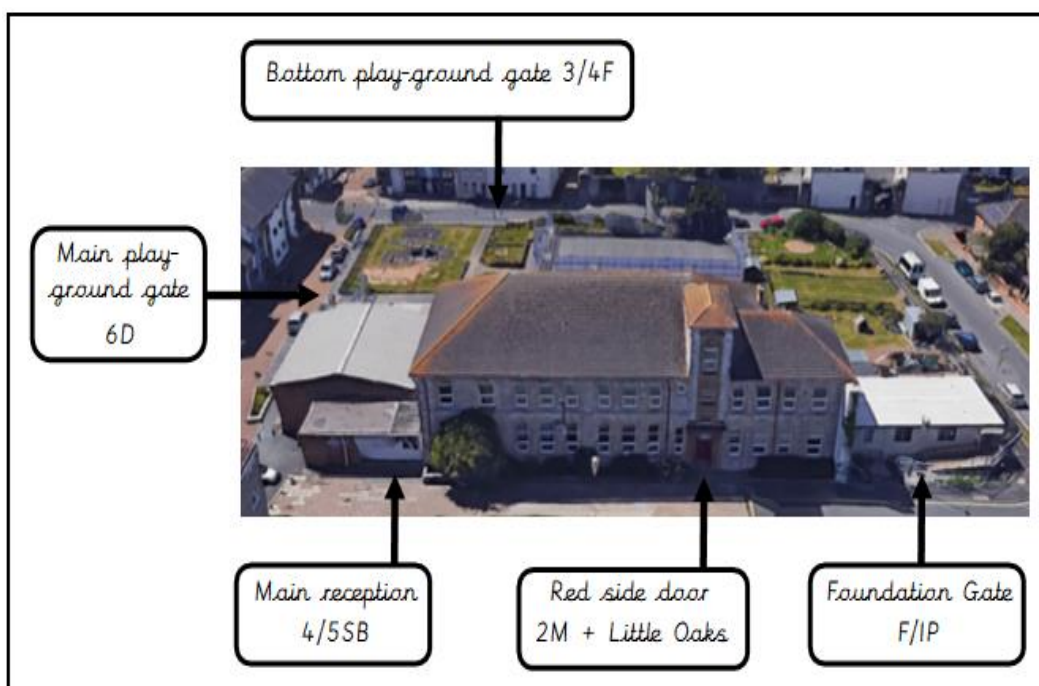 Bottom play-ground gate 3/4F
Main play-
ground gate
6D
Main reception
4/5SB
Red side door
2M + Little Oaks
Foundation Gate
F/1P